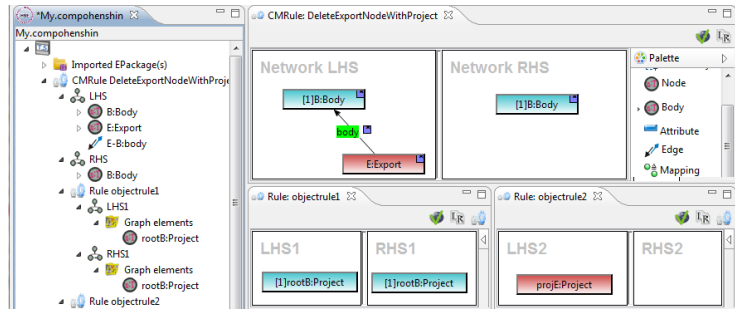 *My.compohenshin
My.compohenshin
Imported EPackage(s)
CMRule DeleteExportNodeWithProje
LHS
B:Body
E:Export
E-B:body
RHS
B:Body
Rule objectrule1
LHS1
Graph elements
rootB:Project
RHS1
Graph elements
rootB:Project
Rule objectrule2
CMRule: DeleteExportNodeWithProject
LR
Network LHS
[1]B:Body
body
E:Export
Network RHS
[1]B:Body
Palette
Node
Body
Attribute
Edge
Mapping
Rule: objectrule1
LR
LHS1
[1]rootB:Project
RHS1
[1]rootB:Project
Rule: objectrule2
LR
LHS2
projE:Project
RHS2